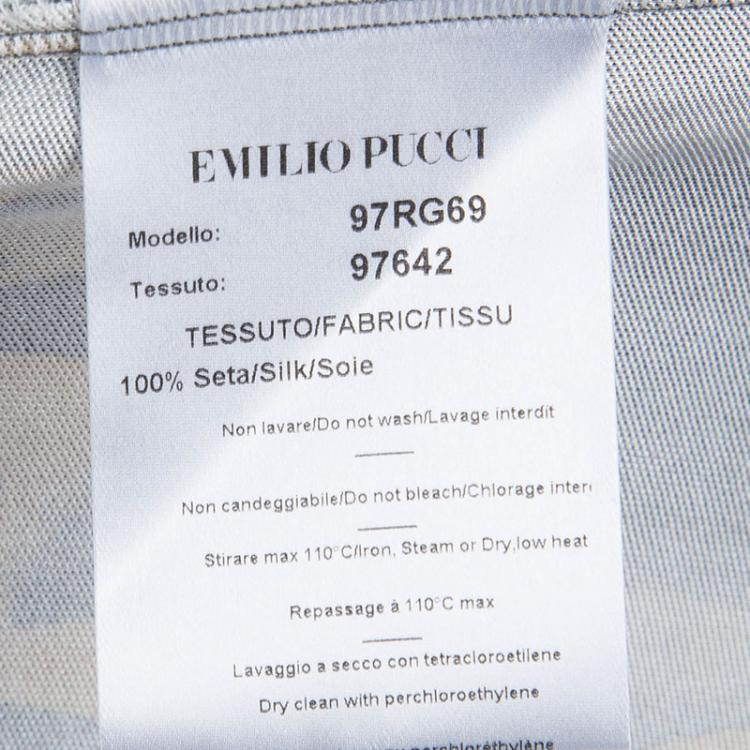 EMILIO PUCCI
Modello: 97RG69
Tessuto: 97642
TESSUTO/FABRIC/TISSU
100% Seta/Silk/Soie
Non lavare/Do not wash/Lavage interdit
Non candeggiabile/Do not bleach/Chlorage inter
Stirare max 110°C/Iron, Steam or Dry,low heat
Repassage à 110°C max
Lavaggio a secco con tetracloroetilene
Dry clean with perchloroethylene
perchloréthylène